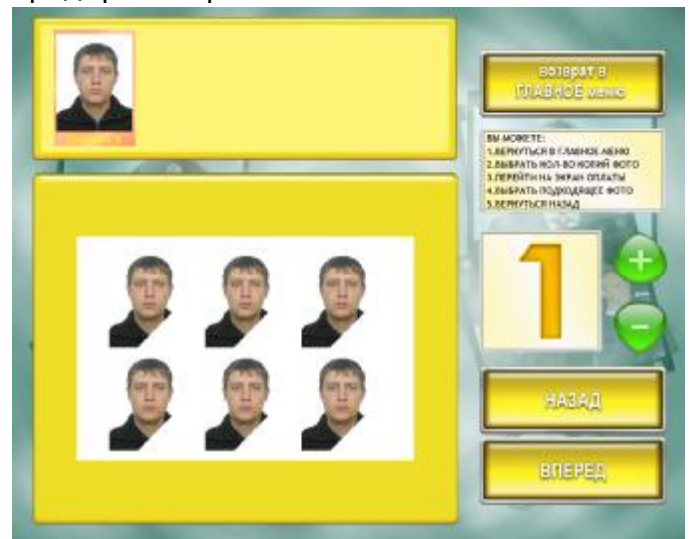 возврат в
ГЛАВНОЕ меню
ВЫ МОЖЕТЕ:
1.ВЕРНУТЬСЯ В ГЛАВНОЕ МЕНЮ
2.ВЫБРАТЬ КОЛ-ВО КОПИЙ ФОТО
3.ПЕРЕЙТИ НА ЭКРАН ОПЛАТЫ
4.ВЫБРАТЬ ПОДХОДЯЩЕЕ ФОТО
5.ВЕРНУТЬСЯ НАЗАД
1
+
−
НАЗАД
ВПЕРЕД